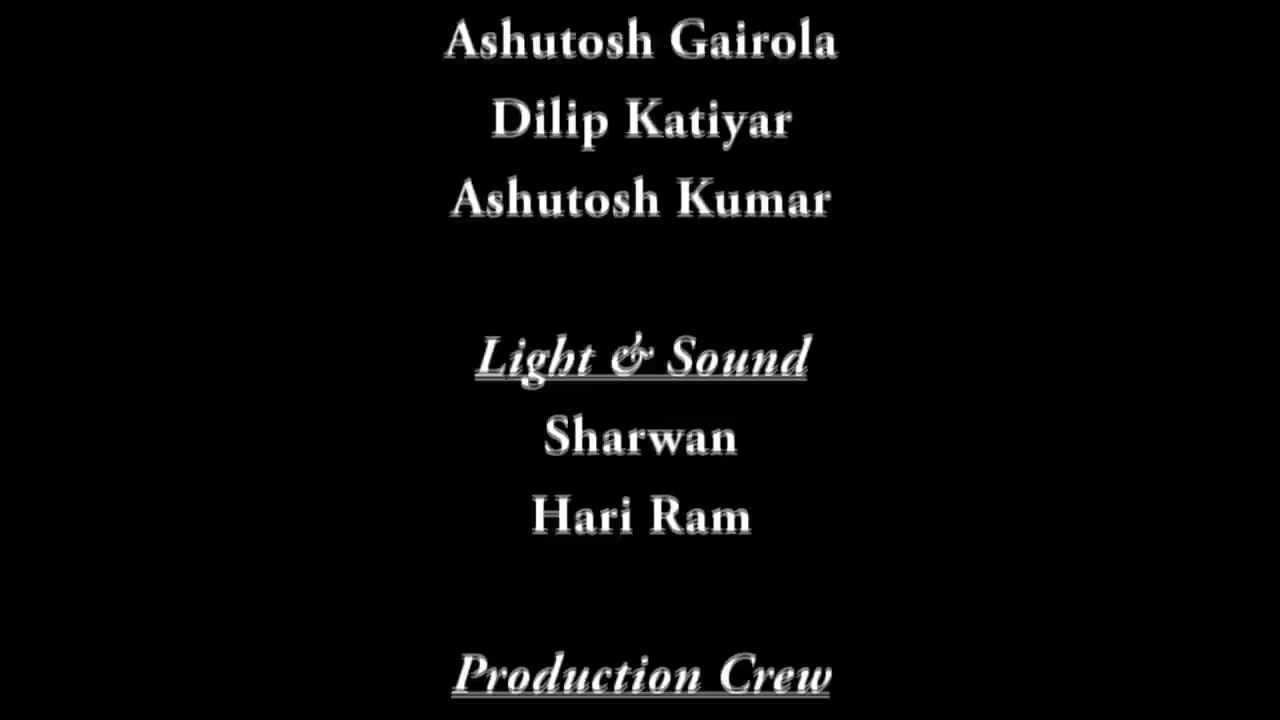 Ashutosh Gairola
Dilip Katiyar
Ashutosh Kumar
Light & Sound
Sharwan
Hari Ram
Production Crew